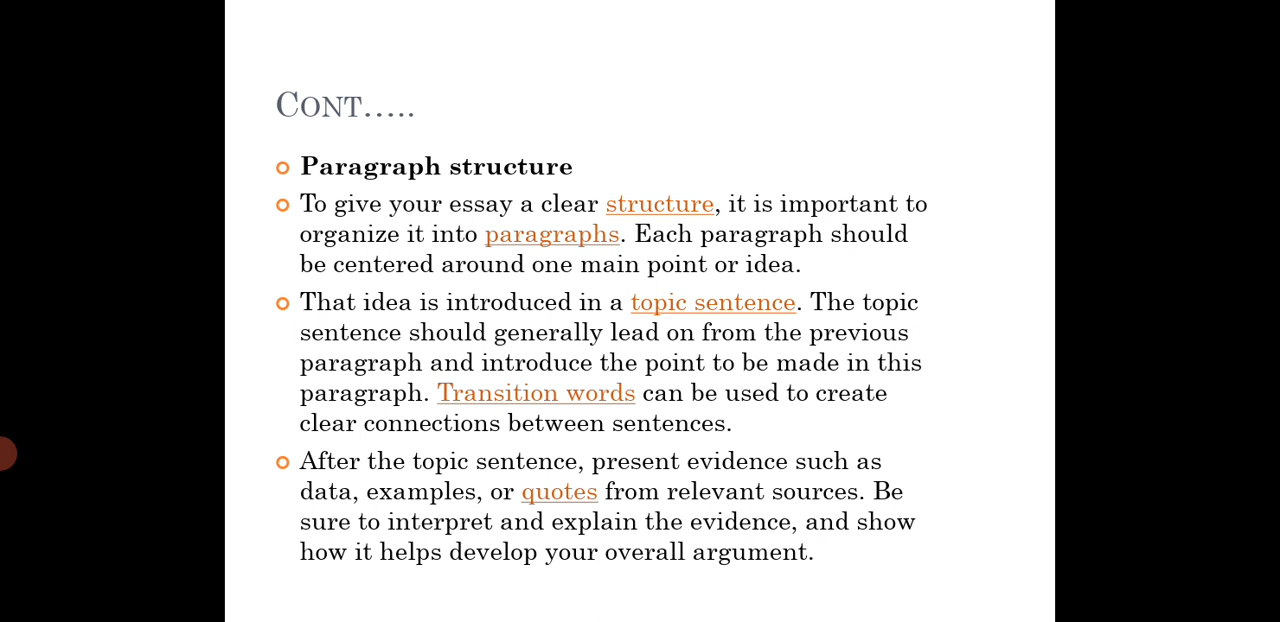 CONT.....
Paragraph structure
To give your essay a clear structure, it is important to
organize it into paragraphs. Each paragraph should
be centered around one main point or idea.
That idea is introduced in a topic sentence. The topic
sentence should generally lead on from the previous
paragraph and introduce the point to be made in this
paragraph. Transition words can be used to create
clear connections between sentences.
After the topic sentence, present evidence such as
data, examples, or quotes from relevant sources. Be
sure to interpret and explain the evidence, and show
how it helps develop your overall argument.